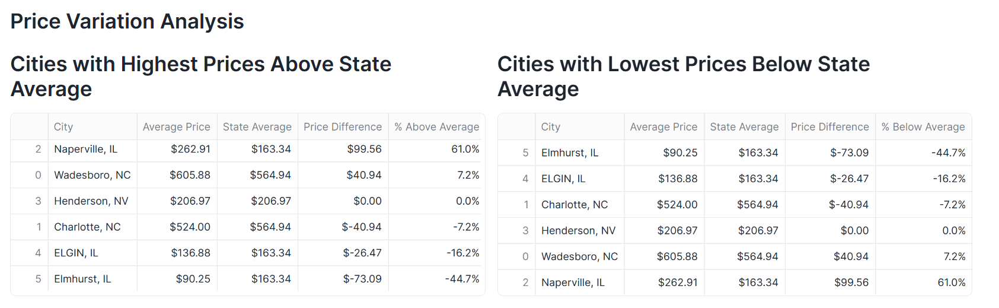 Price Variation Analysis
Cities with Highest Prices Above State
Average
City Average Price State Average Price Difference % Above Average
2 Naperville, IL $262.91 $163.34 $99.56 61.0%
0 Wadesboro, NC $605.88 $564.94 $40.94 7.2%
3 Henderson, NV $206.97 $206.97 $0.00 0.0%
1 Charlotte, NC $524.00 $564.94 $-40.94 -7.2%
4 ELGIN, IL $136.88 $163.34 $-26.47 -16.2%
5 Elmhurst, IL $90.25 $163.34 $-73.09 -44.7%
Cities with Lowest Prices Below State
Average
City Average Price State Average Price Difference % Below Average
5 Elmhurst, IL $90.25 $163.34 $-73.09 -44.7%
4 ELGIN, IL $136.88 $163.34 $-26.47 -16.2%
1 Charlotte, NC $524.00 $564.94 $-40.94 -7.2%
3 Henderson, NV $206.97 $206.97 $0.00 0.0%
0 Wadesboro, NC $605.88 $564.94 $40.94 7.2%
2 Naperville, IL $262.91 $163.34 $99.56 61.0%